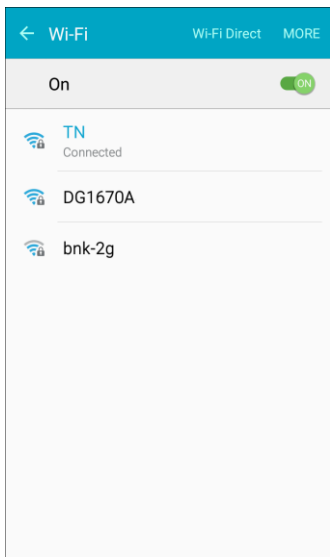 Wi-Fi Wi-Fi Direct MORE
On ON
TN
Connected
DG1670A
bnk-2g